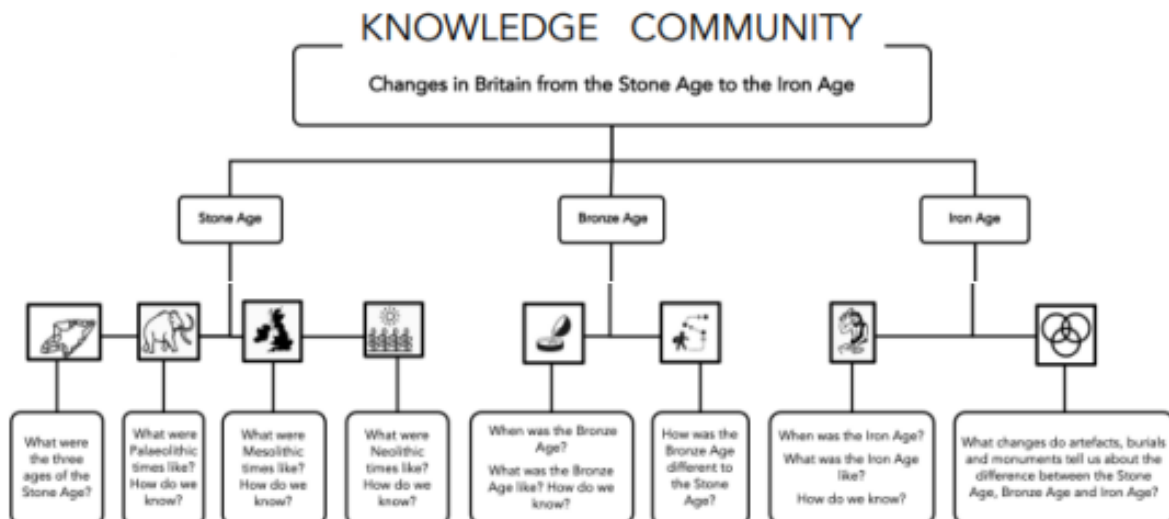 KNOWLEDGE COMMUNITY
Changes in Britain from the Stone Age to the Iron Age
Stone Age
Bronze Age
Iron Age
What were
the three
ages of the
Stone Age?
What were
Palaeolithic
times like?
How do we
know?
What were
Mesolithic
times like?
How do we
know?
What were
Neolithic
times like?
How do we
know?
When was the Bronze
Age?
What was the Bronze
Age like? How do we
know?
How was the
Bronze Age
different to
the Stone
Age?
When was the Iron Age?
What was the Iron Age
like?
How do we know?
What changes do artefacts, burials
and monuments tell us about the
difference between the Stone
Age, Bronze Age and Iron Age?